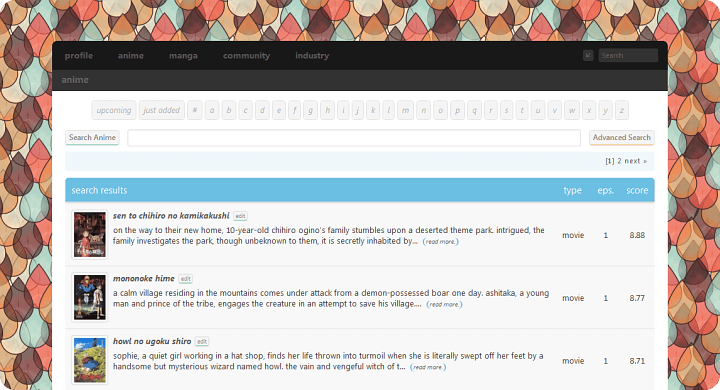 profile anime manga community industry Search
anime
upcoming just added # a b c d e f g h i j k l m n o p q r s t u v w x y z
Search Anime Advanced Search
[1] 2 next »
search results type eps. score
sen to chihiro no kamikakushi edit
on the way to their new home, 10-year-old chihiro ogino's family stumbles upon a deserted theme park. intrigued, the
family investigates the park, though unbeknown to them, it is secretly inhabited by... (read more.) movie 1 8.88
mononoke hime edit
a calm village residing in the mountains comes under attack from a demon-possessed boar one day. ashitaka, a young
man and prince of the tribe, engages the creature in an attempt to save his village.... (read more.) movie 1 8.77
howl no ugoku shiro edit
sophie, a quiet girl working in a hat shop, finds her life thrown into turmoil when she is literally swept off her feet by a
handsome but mysterious wizard named howl. the vain and vengeful witch of t... (read more.) movie 1 8.71